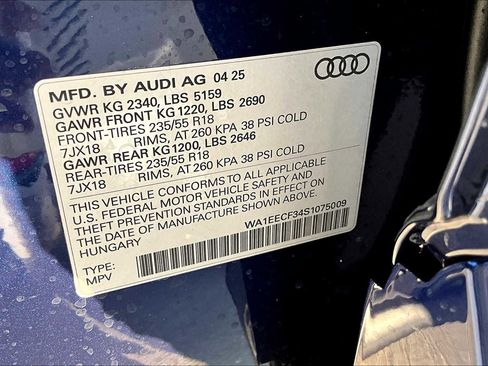 MFD. BY AUDI AG 04 25
GVWR KG 2340, LBS 5159
GAWR FRONT KG 1220, LBS 2690
FRONT-TIRES 235/55 R18
7JX18 RIMS, AT 260 KPA 38 PSI COLD
GAWR REAR KG 1200, LBS 2646
REAR-TIRES 235/55 R18
7JX18 RIMS, AT 260 KPA 38 PSI COLD
THIS VEHICLE CONFORMS TO ALL APPLICABLE
U.S. FEDERAL MOTOR VEHICLE SAFETY AND
THEFT PREVENTION STANDARDS IN EFFECT ON
THE DATE OF MANUFACTURE SHOWN ABOVE.
HUNGARY
WA1EECF34S1075009
TYPE:
MPV